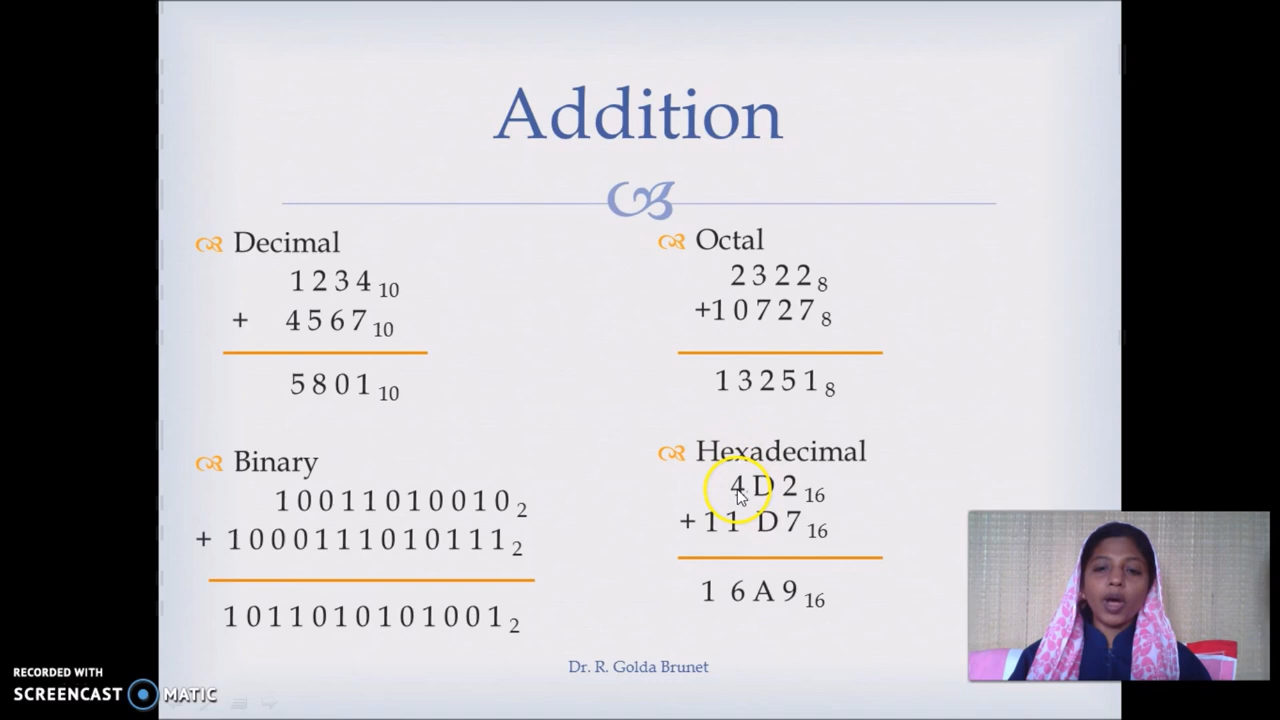 Addition
Decimal
1 2 3 4 10
+ 4 5 6 7 10
5 8 0 1 10
Binary
1 0 0 1 1 0 1 0 0 1 0 2
+ 1 0 0 0 1 1 1 0 1 0 1 1 1 2
1 0 1 1 0 1 0 1 0 1 0 0 1 2
Octal
2 3 2 2 8
+1 0 7 2 7 8
1 3 2 5 1 8
Hexadecimal
4 D 2 16
+ 1 1 D 7 16
1 6 A 9 16
Dr. R. Golda Brunet
RECORDED WITH
SCREENCAST MATIC